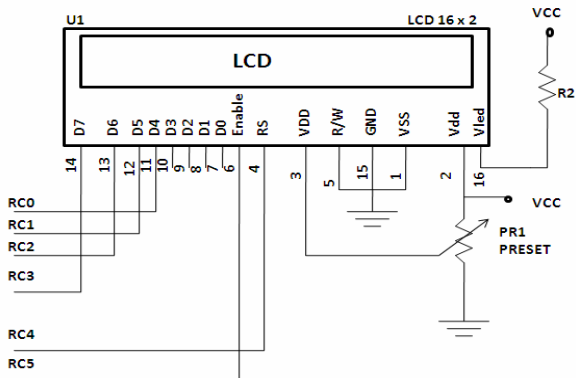 VCC
U1 LCD 16 x 2
LCD
R2
D7 D6 D5 D4 D3 D2 D1 D0 Enable RS VDD R/W GND VSS Vdd Vled
14 13 12 11 10 9 8 7 6 4 3 5 15 1 2 16
RC0
VCC
RC1
RC2
PR1
PRESET
RC3
RC4
RC5